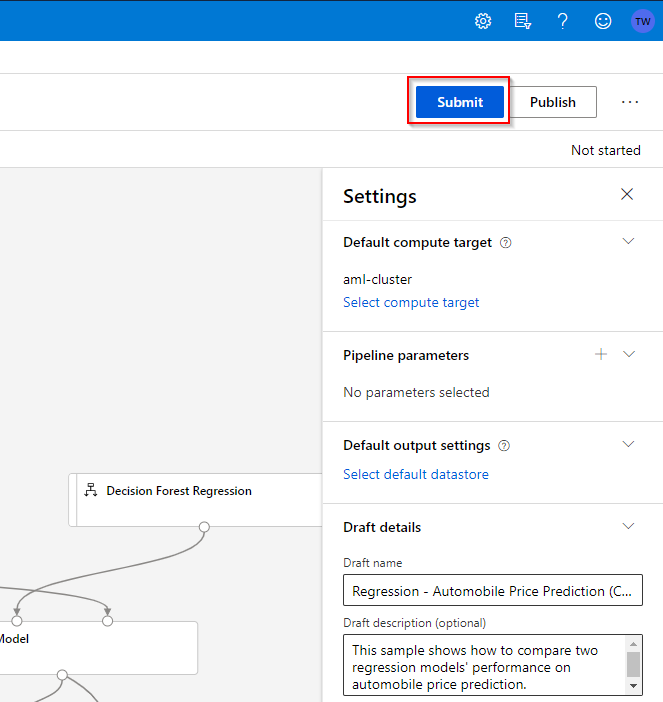 TW
Submit
Publish
Not started
Settings
Default compute target
aml-cluster
Select compute target
Pipeline parameters
No parameters selected
Default output settings
Select default datastore
Decision Forest Regression
Draft details
Draft name
Regression - Automobile Price Prediction (C...
Model
Draft description (optional)
This sample shows how to compare two
regression models' performance on
automobile price prediction.